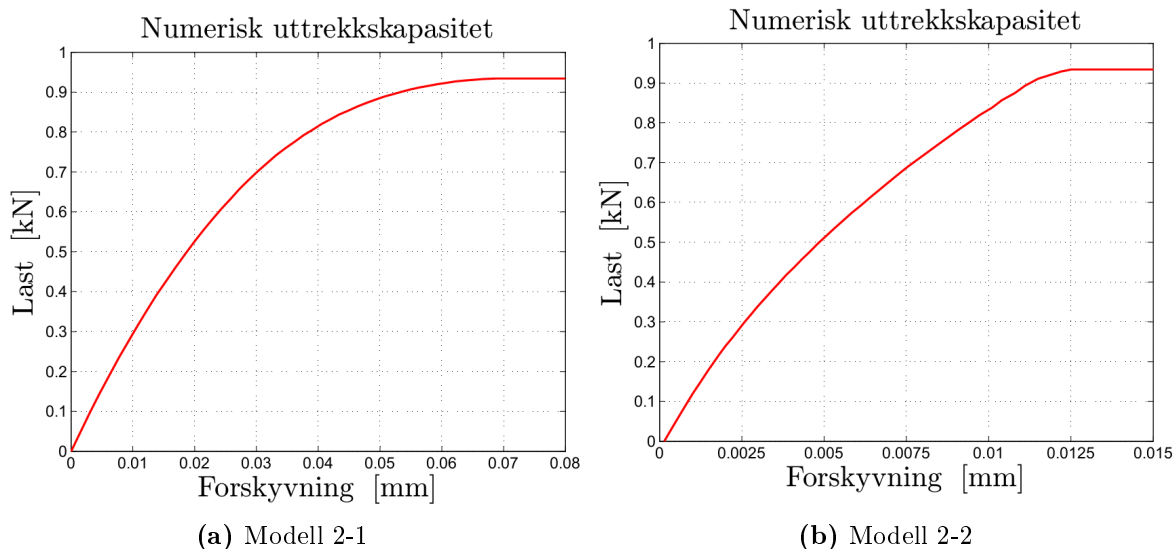 Numerisk uttrekkskapasitet
Last [kN]
1
0.9
0.8
0.7
0.6
0.5
0.4
0.3
0.2
0.1
0
0 0.01 0.02 0.03 0.04 0.05 0.06 0.07 0.08
Forskyvning [mm]
(a) Modell 2-1
Numerisk uttrekkskapasitet
Last [kN]
1
0.9
0.8
0.7
0.6
0.5
0.4
0.3
0.2
0.1
0
0 0.0025 0.005 0.0075 0.01 0.0125 0.015
Forskyvning [mm]
(b) Modell 2-2